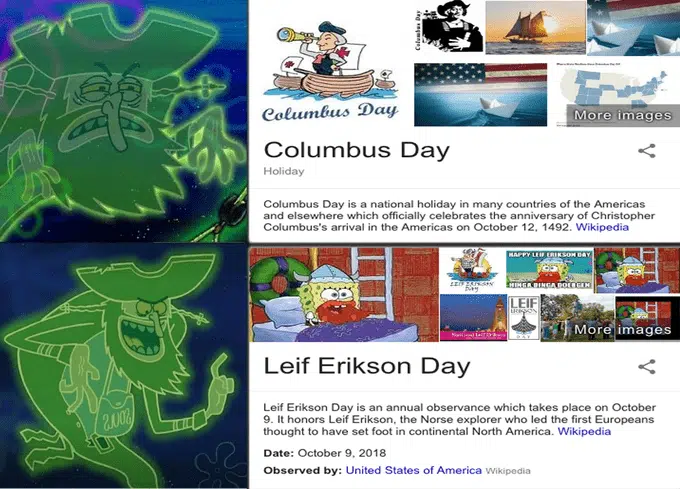 Columbus Day
Columbus Day
More images
Columbus Day
Holiday
Columbus Day is a national holiday in many countries of the Americas
and elsewhere which officially celebrates the anniversary of Christopher
Columbus's arrival in the Americas on October 12, 1492. Wikipedia
HAPPY LEIF ERIKSON DAY
HINGA DINGA DOERGEN
LEIF ERIKSON
DAY
LEIF
ERIKSON
DAY
More images
Leif Erikson Day
Leif Erikson Day is an annual observance which takes place on October
9. It honors Leif Erikson, the Norse explorer who led the first Europeans
thought to have set foot in continental North America. Wikipedia
Date: October 9, 2018
Observed by: United States of America Wikipedia